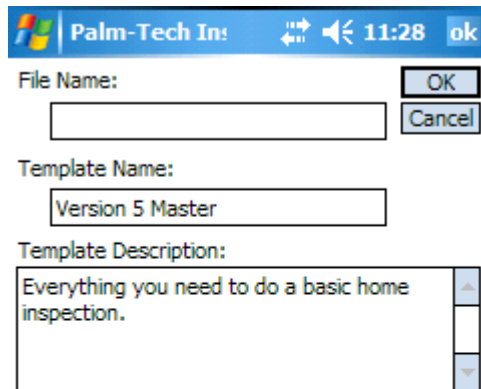 Palm-Tech Ins 11:28 ok
File Name: OK
Cancel
Template Name:
Version 5 Master
Template Description:
Everything you need to do a basic home
inspection.